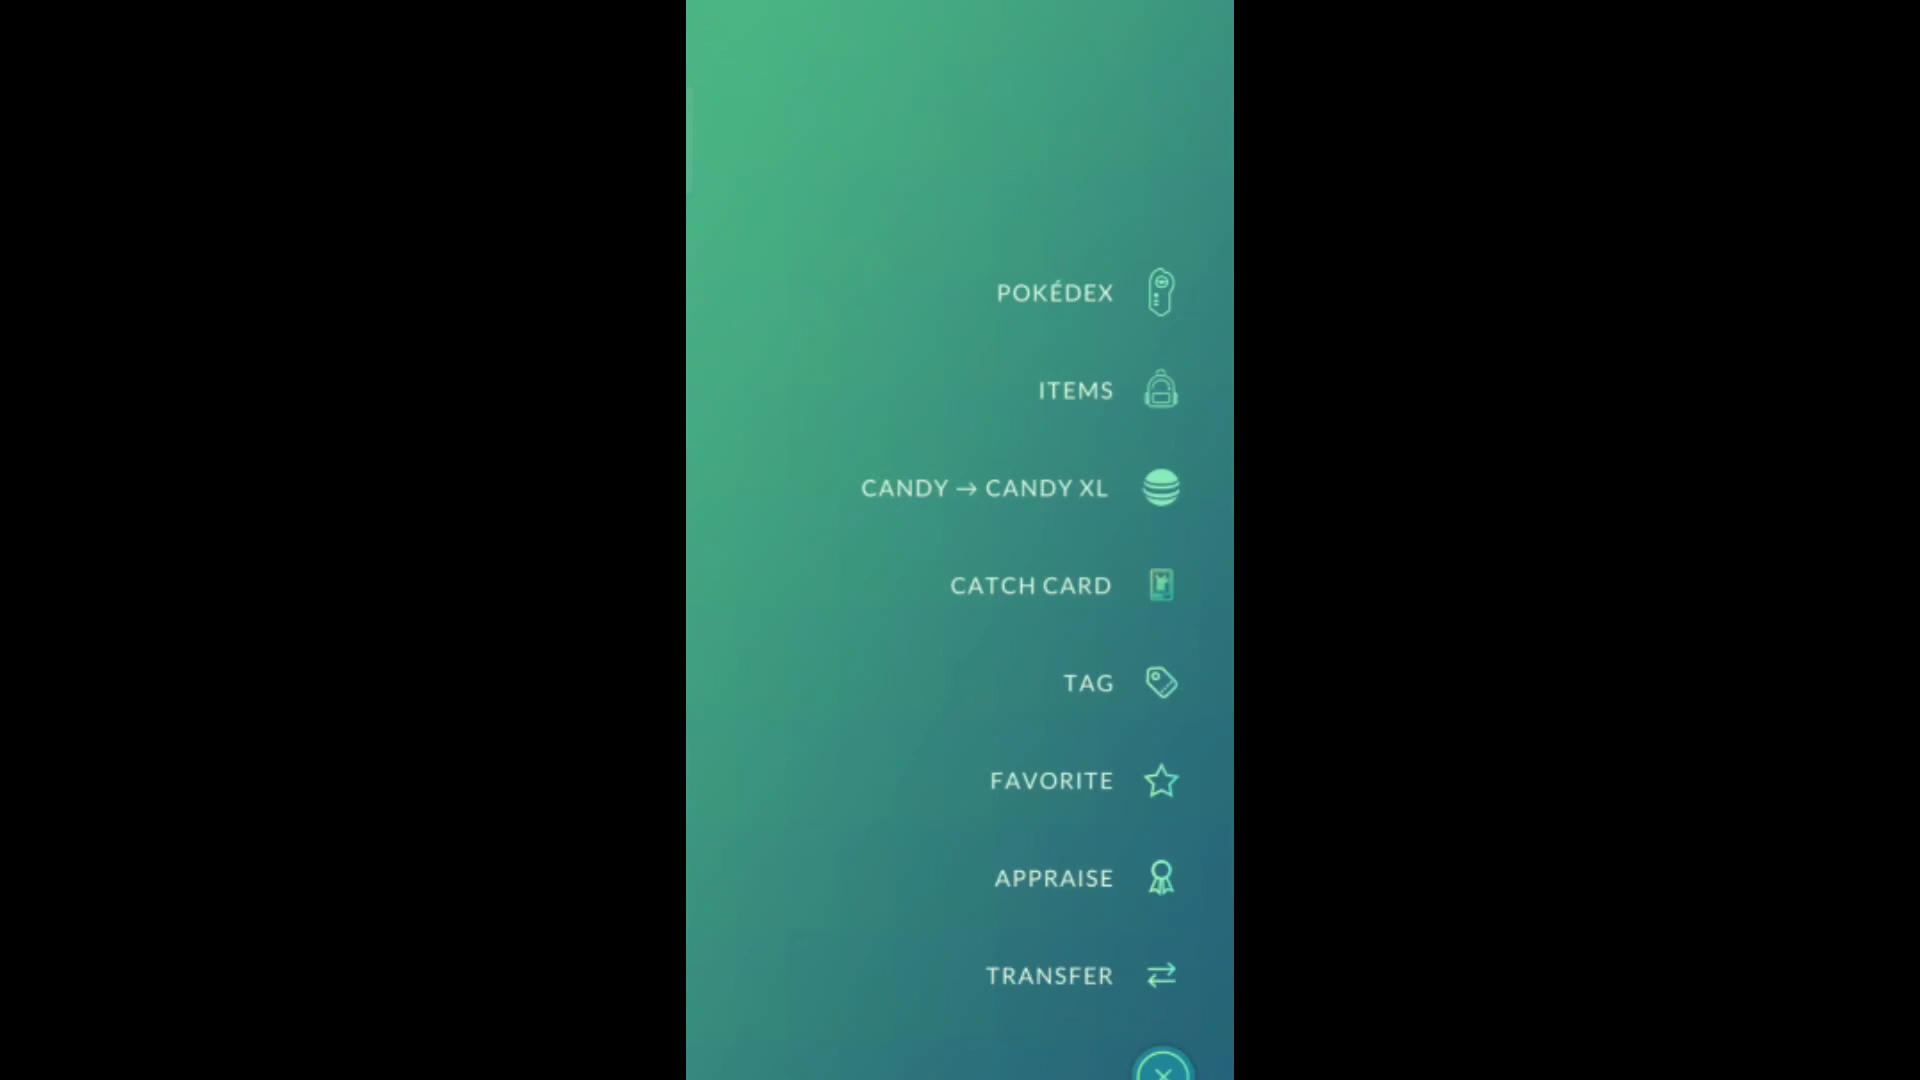 POKÉDEX
ITEMS
CANDY → CANDY XL
CATCH CARD
TAG
FAVORITE
APPRAISE
TRANSFER